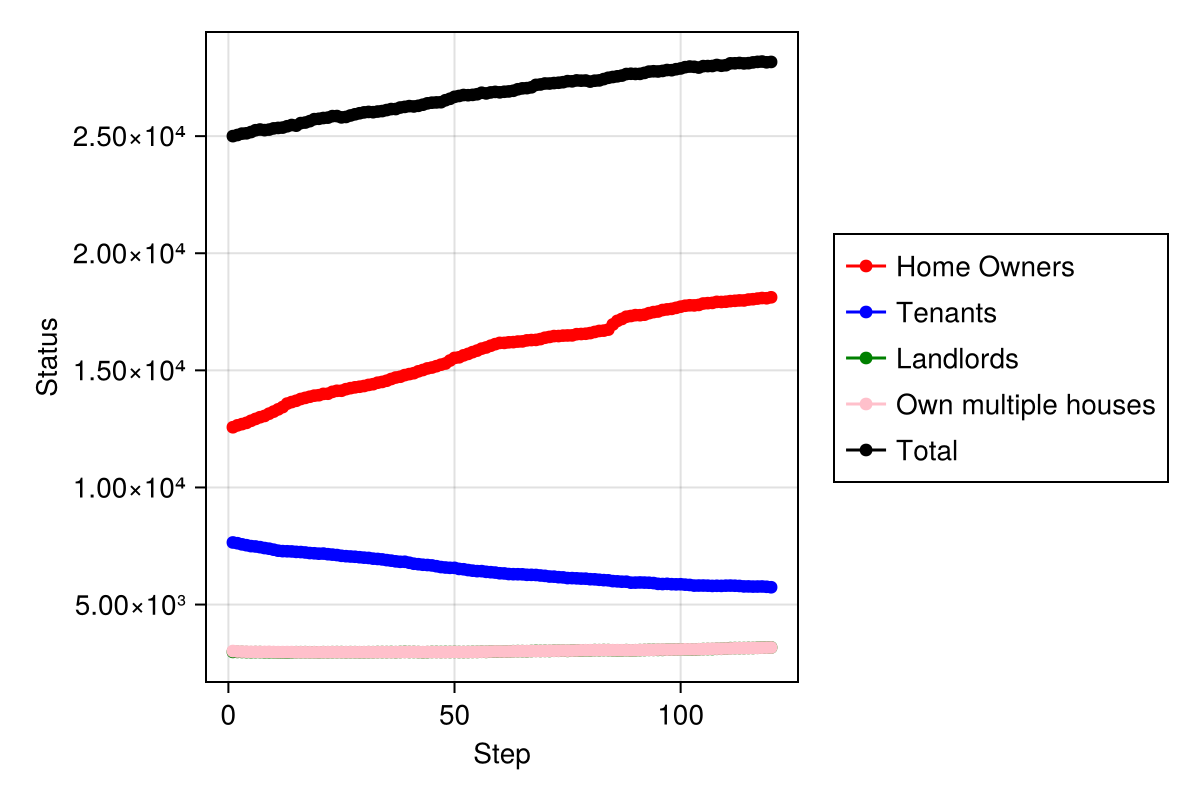 2.50×10⁴
2.00×10⁴
1.50×10⁴
1.00×10⁴
5.00×10³
Status
0 50 100
Step
Home Owners
Tenants
Landlords
Own multiple houses
Total